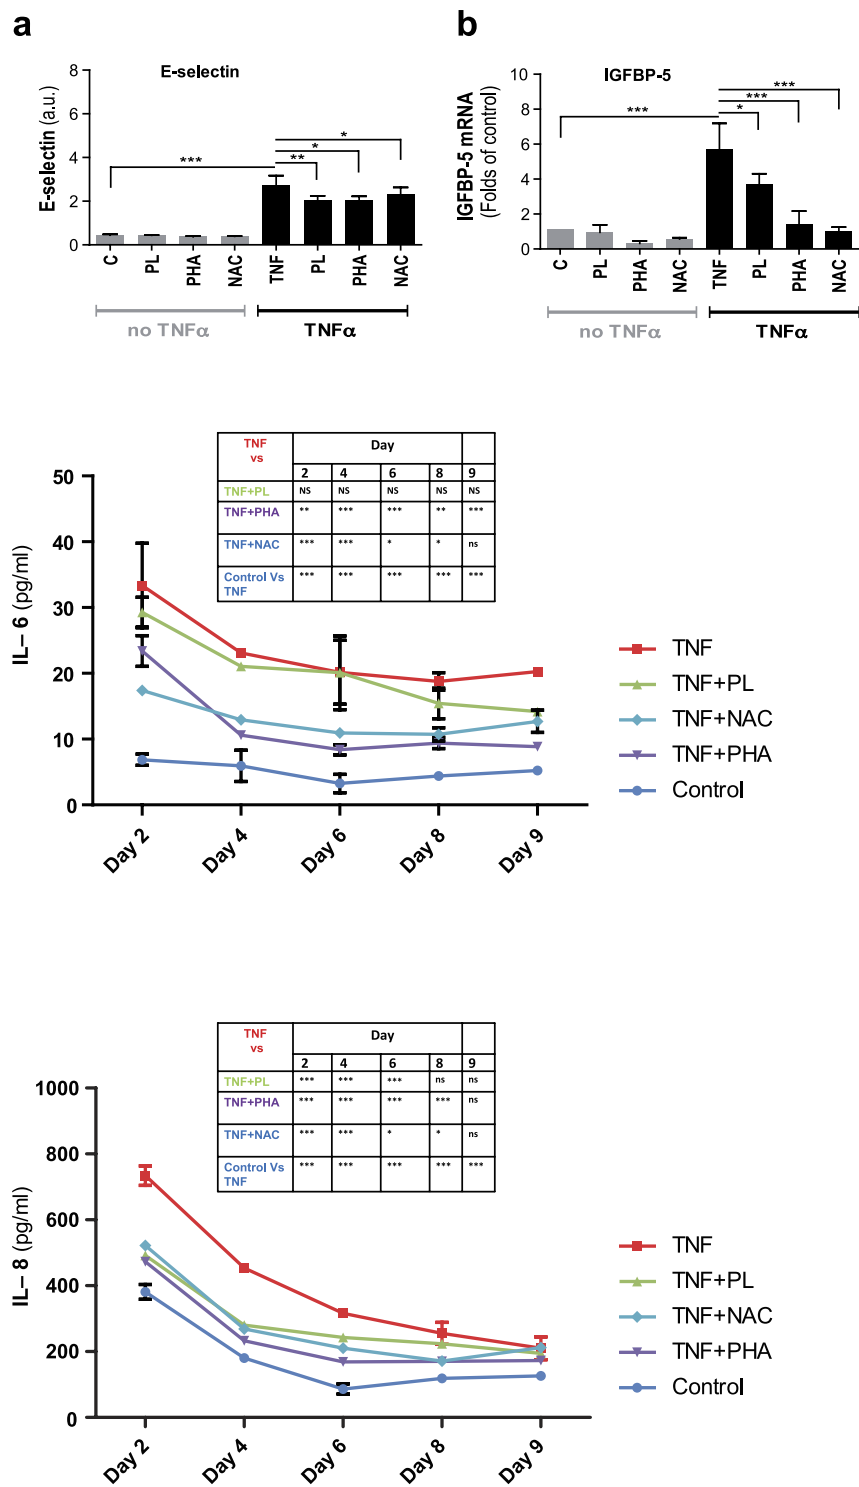 a
E-selectin
E-selectin (a.u.)
8
6
4
2
0
C PL PHA NAC TNF PL PHA NAC
*** ** * *
no TNFα TNFα
b
IGFBP-5
IGFBP-5 mRNA
(Folds of control)
10
8
6
4
2
0
C PL PHA NAC TNF PL PHA NAC
*** * *** ***
no TNFα TNFα
TNF vs Day
2 4 6 8 9
TNF+PL NS NS NS NS NS
TNF+PHA ** *** *** ** ***
TNF+NAC *** *** * * ns
Control Vs TNF *** *** *** *** ***
IL– 6 (pg/ml)
50
40
30
20
10
0
Day 2 Day 4 Day 6 Day 8 Day 9
TNF
TNF+PL
TNF+NAC
TNF+PHA
Control
TNF vs Day
2 4 6 8 9
TNF+PL *** *** *** ns ns
TNF+PHA *** *** *** *** ns
TNF+NAC *** *** * * ns
Control Vs TNF *** *** *** *** ***
IL– 8 (pg/ml)
1000
800
600
400
200
0
Day 2 Day 4 Day 6 Day 8 Day 9
TNF
TNF+PL
TNF+NAC
TNF+PHA
Control